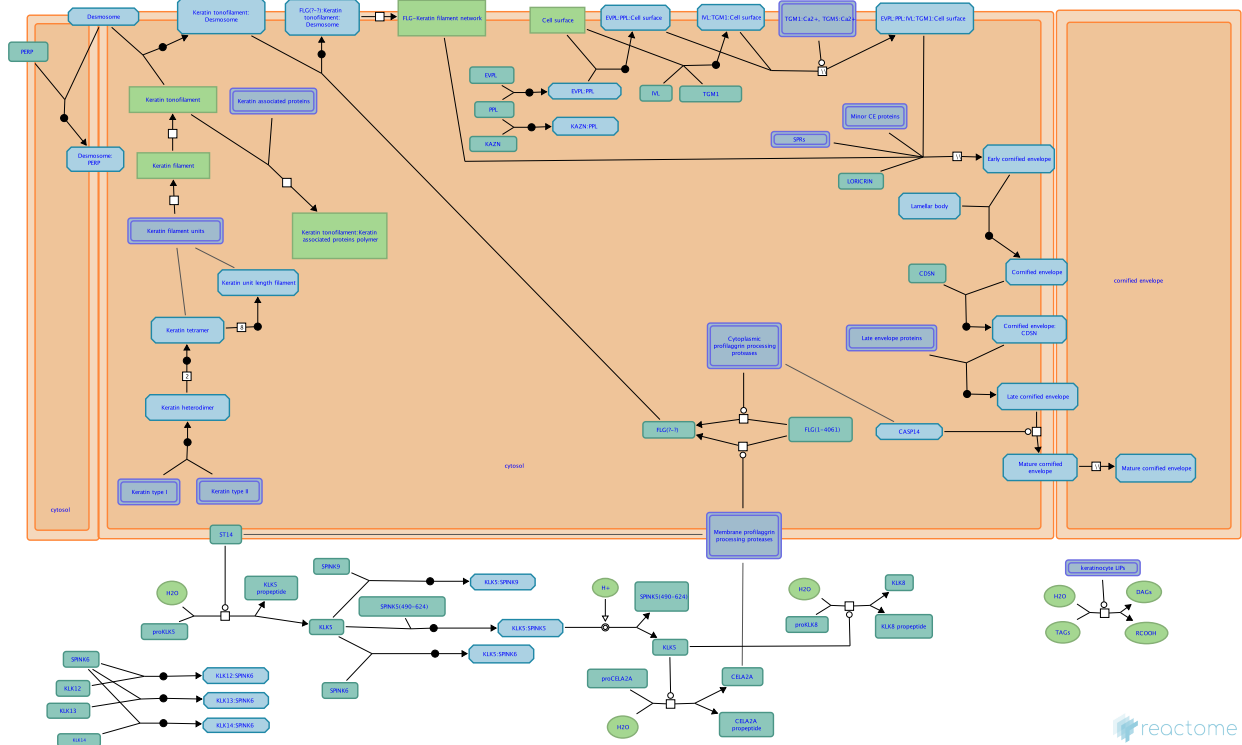 Desmosome
Keratin tonofilament:
Desmosome
FLG(?-?):Keratin
tonofilament:
Desmosome
FLG-Keratin filament network
Cell surface
EVPL:PPL:Cell surface
IVL:TGM1:Cell surface
TGM1:Ca2+, TGM5:Ca2+
EVPL:PPL:IVL:TGM1:Cell surface
PERP
Keratin tonofilament
Keratin associated proteins
EVPL
EVPL:PPL
IVL
TGM1
PPL
KAZN:PPL
KAZN
Minor CE proteins
SPRs
\\
\\
Early cornified envelope
LORICRIN
Desmosome:
PERP
Keratin filament
Keratin tonofilament:Keratin
associated proteins polymer
Lamellar body
Keratin filament units
Keratin unit length filament
CDSN
Cornified envelope
cornified envelope
Keratin tetramer
8
Cytoplasmic
profilaggrin processing
proteases
Late envelope proteins
Cornified envelope:
CDSN
2
Keratin heterodimer
Late cornified envelope
FLG(?-?)
FLG(1-4061)
CASP14
cytosol
Mature cornified
envelope
\\
Mature cornified envelope
Keratin type I
Keratin type II
cytosol
ST14
Membrane profilaggrin
processing proteases
SPINK9
KLK5:SPINK9
H2O
KLK5
propeptide
proKLK5
SPINK5(490-624)
KLK5
KLK5:SPINK5
H+
SPINK5(490-624)
KLK5
KLK5:SPINK6
SPINK6
H2O
proKLK8
KLK8
KLK8 propeptide
keratinocyte LIPs
H2O
DAGs
TAGs
RCOOH
SPINK6
KLK12
KLK12:SPINK6
KLK13
KLK13:SPINK6
KLK14
KLK14:SPINK6
proCELA2A
CELA2A
H2O
CELA2A
propeptide
reactome